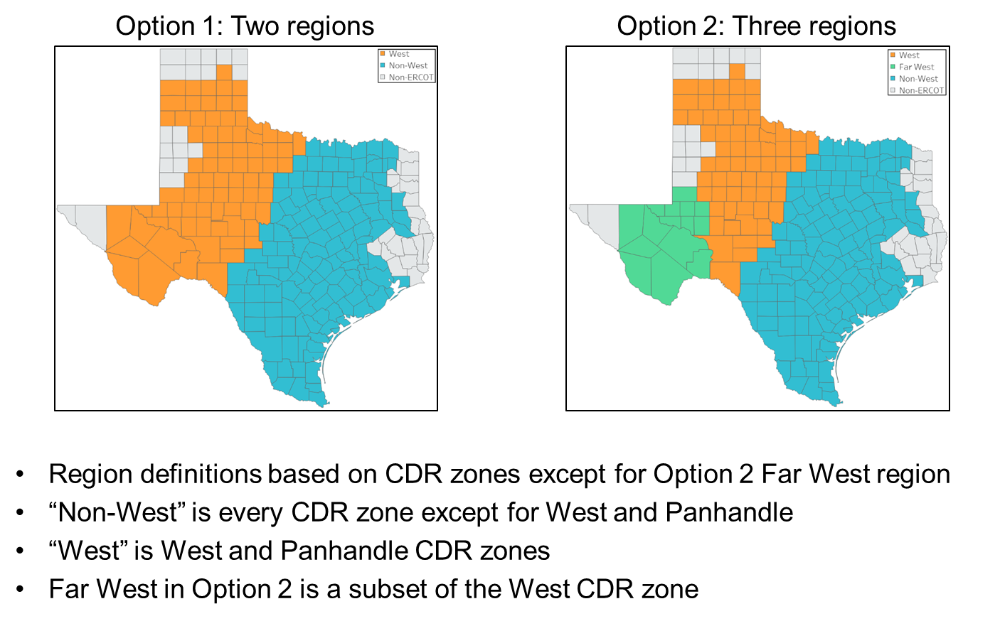 Option 1: Two regions
West
Non-West
Non-ERCOT
Option 2: Three regions
West
Far West
Non-West
Non-ERCOT
• Region definitions based on CDR zones except for Option 2 Far West region
• “Non-West” is every CDR zone except for West and Panhandle
• “West” is West and Panhandle CDR zones
• Far West in Option 2 is a subset of the West CDR zone